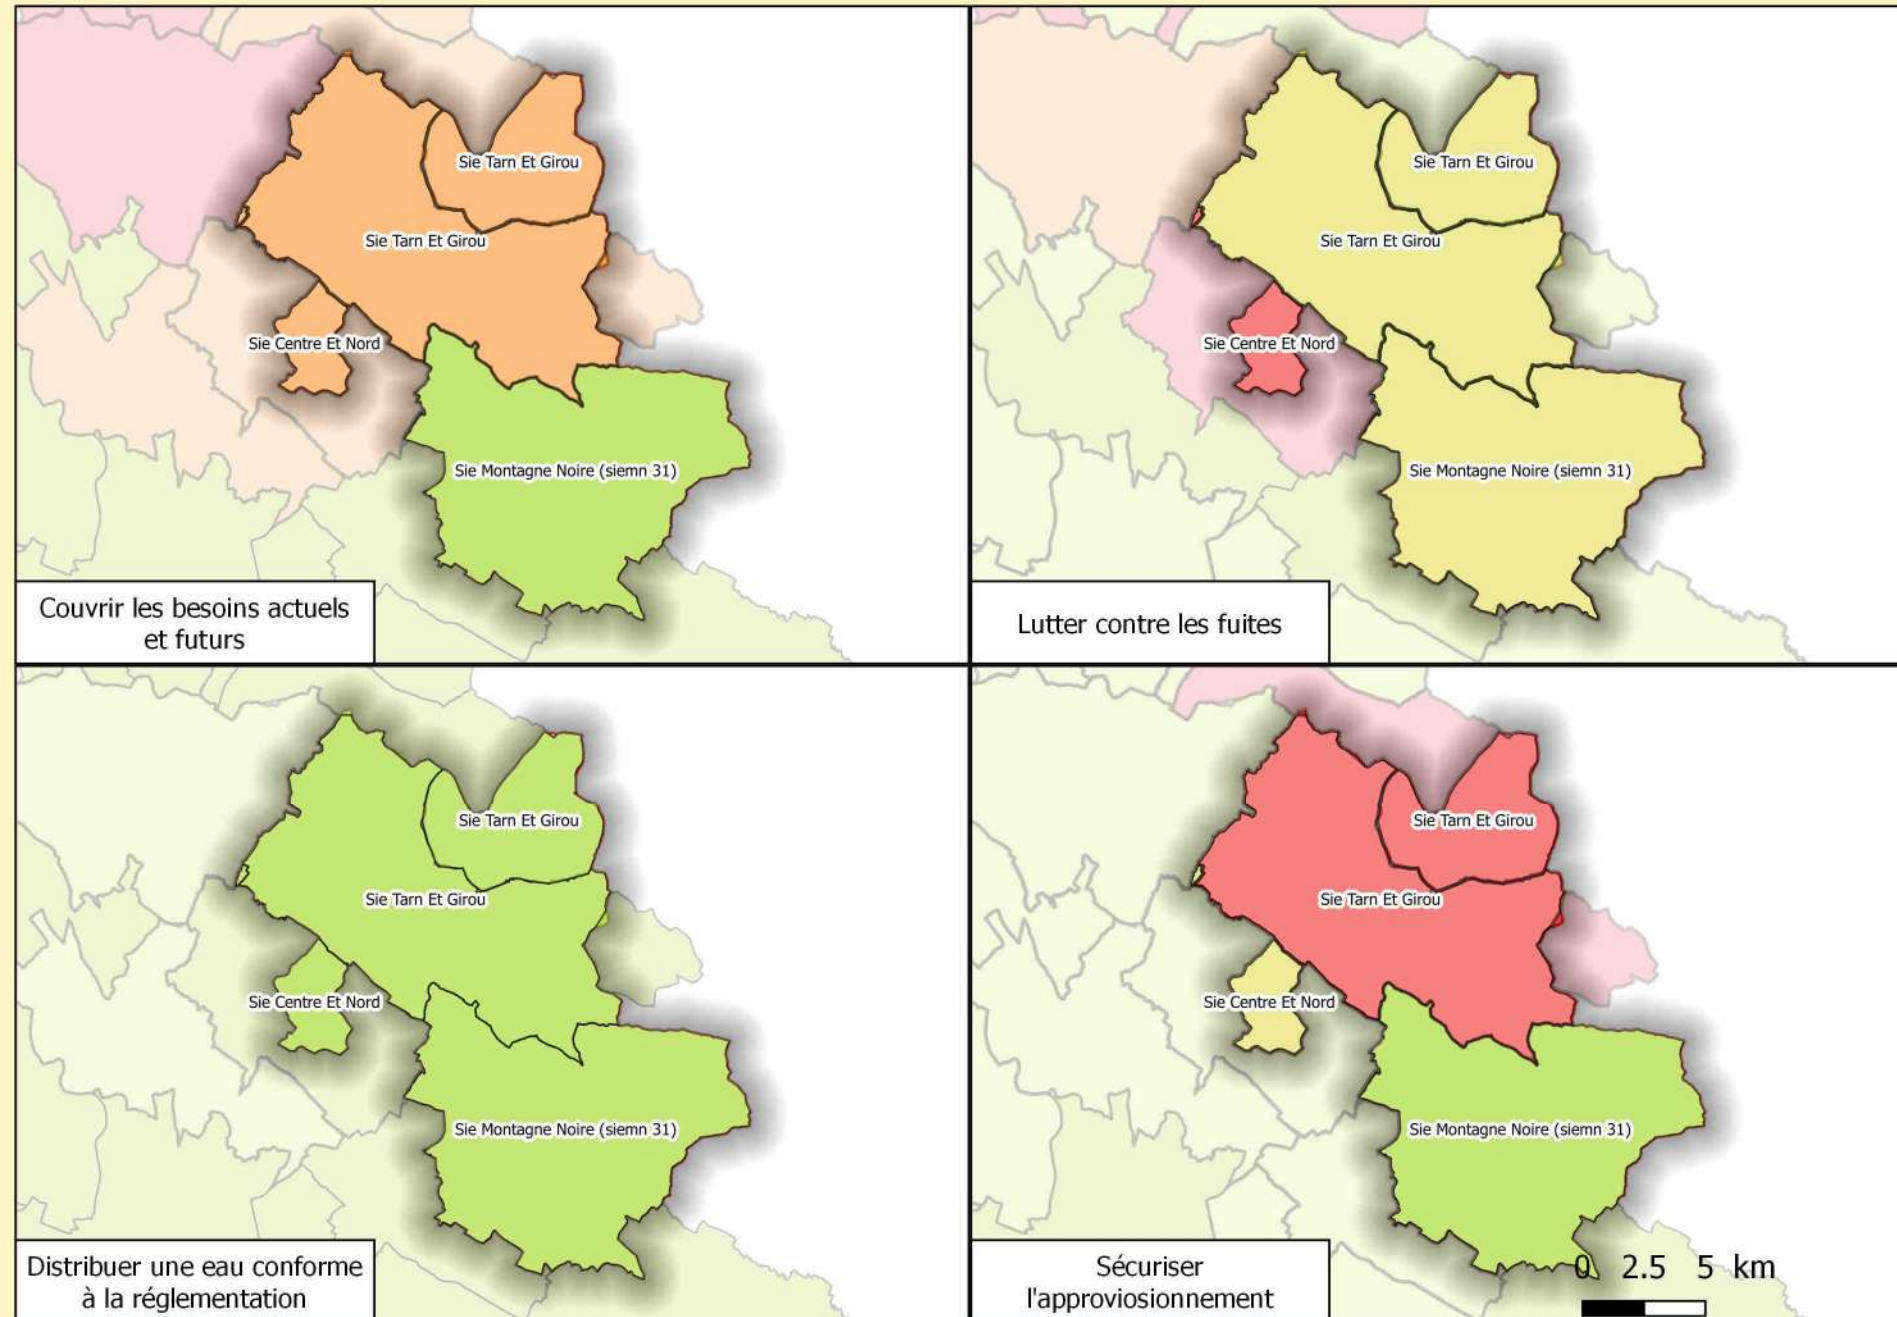 Sie Tarn Et Girou
Sie Tarn Et Girou
Sie Centre Et Nord
Sie Montagne Noire (siemn 31)
Couvrir les besoins actuels
et futurs
Sie Tarn Et Girou
Sie Tarn Et Girou
Sie Centre Et Nord
Sie Montagne Noire (siemn 31)
Lutter contre les fuites
Sie Tarn Et Girou
Sie Tarn Et Girou
Sie Centre Et Nord
Sie Montagne Noire (siemn 31)
Distribuer une eau conforme
à la réglementation
Sie Tarn Et Girou
Sie Tarn Et Girou
Sie Centre Et Nord
Sie Montagne Noire (siemn 31)
Sécuriser
l'approviosionnement
0 2.5 5 km